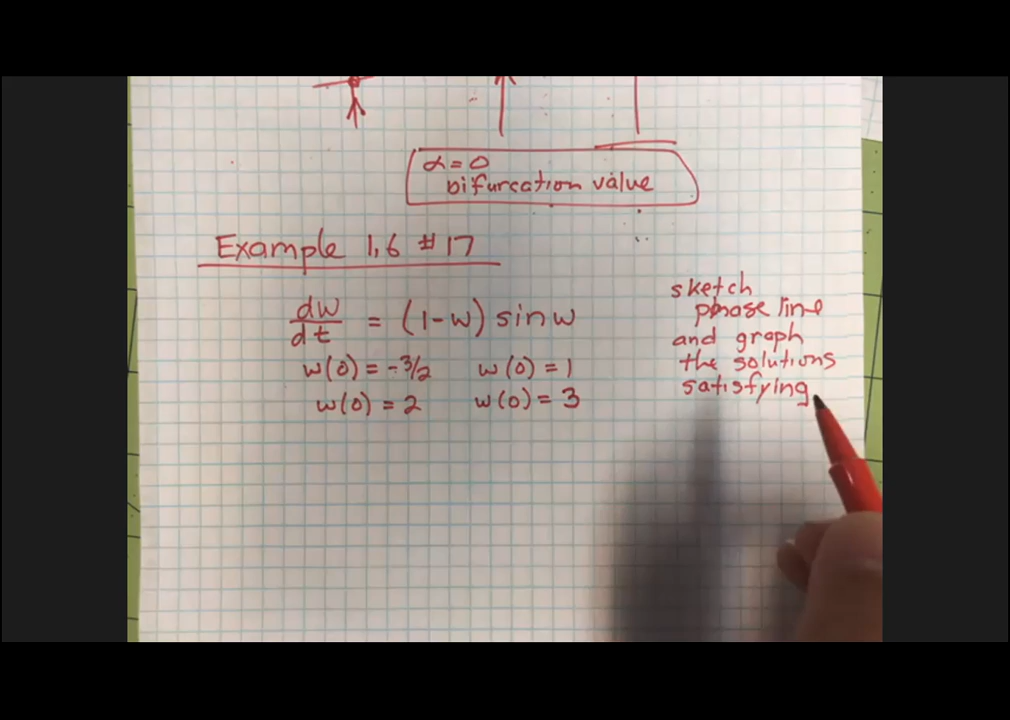 α = 0
bifurcation value
Example 1,6 #17
dw/dt = (1-w) sin w
w(0) = -3/2 w(0) = 1
w(0) = 2 w(0) = 3
sketch
phase line
and graph
the solutions
satisfying